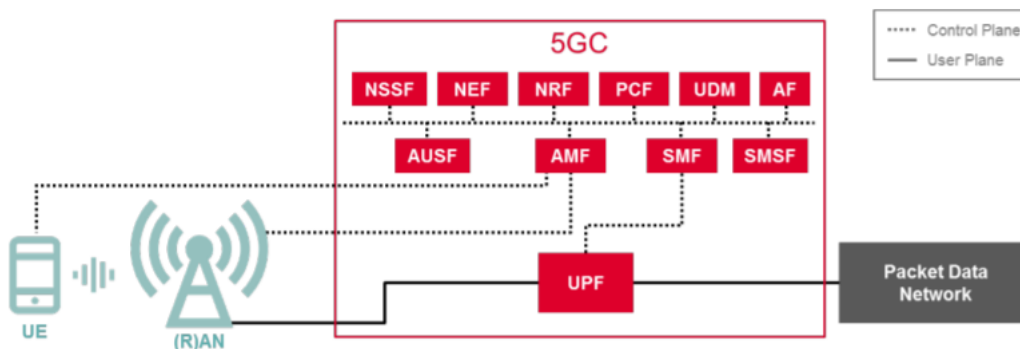 5GC
Control Plane
User Plane
NSSF NEF NRF PCF UDM AF
AUSF AMF SMF SMSF
UPF
Packet Data
Network
UE
(R)AN